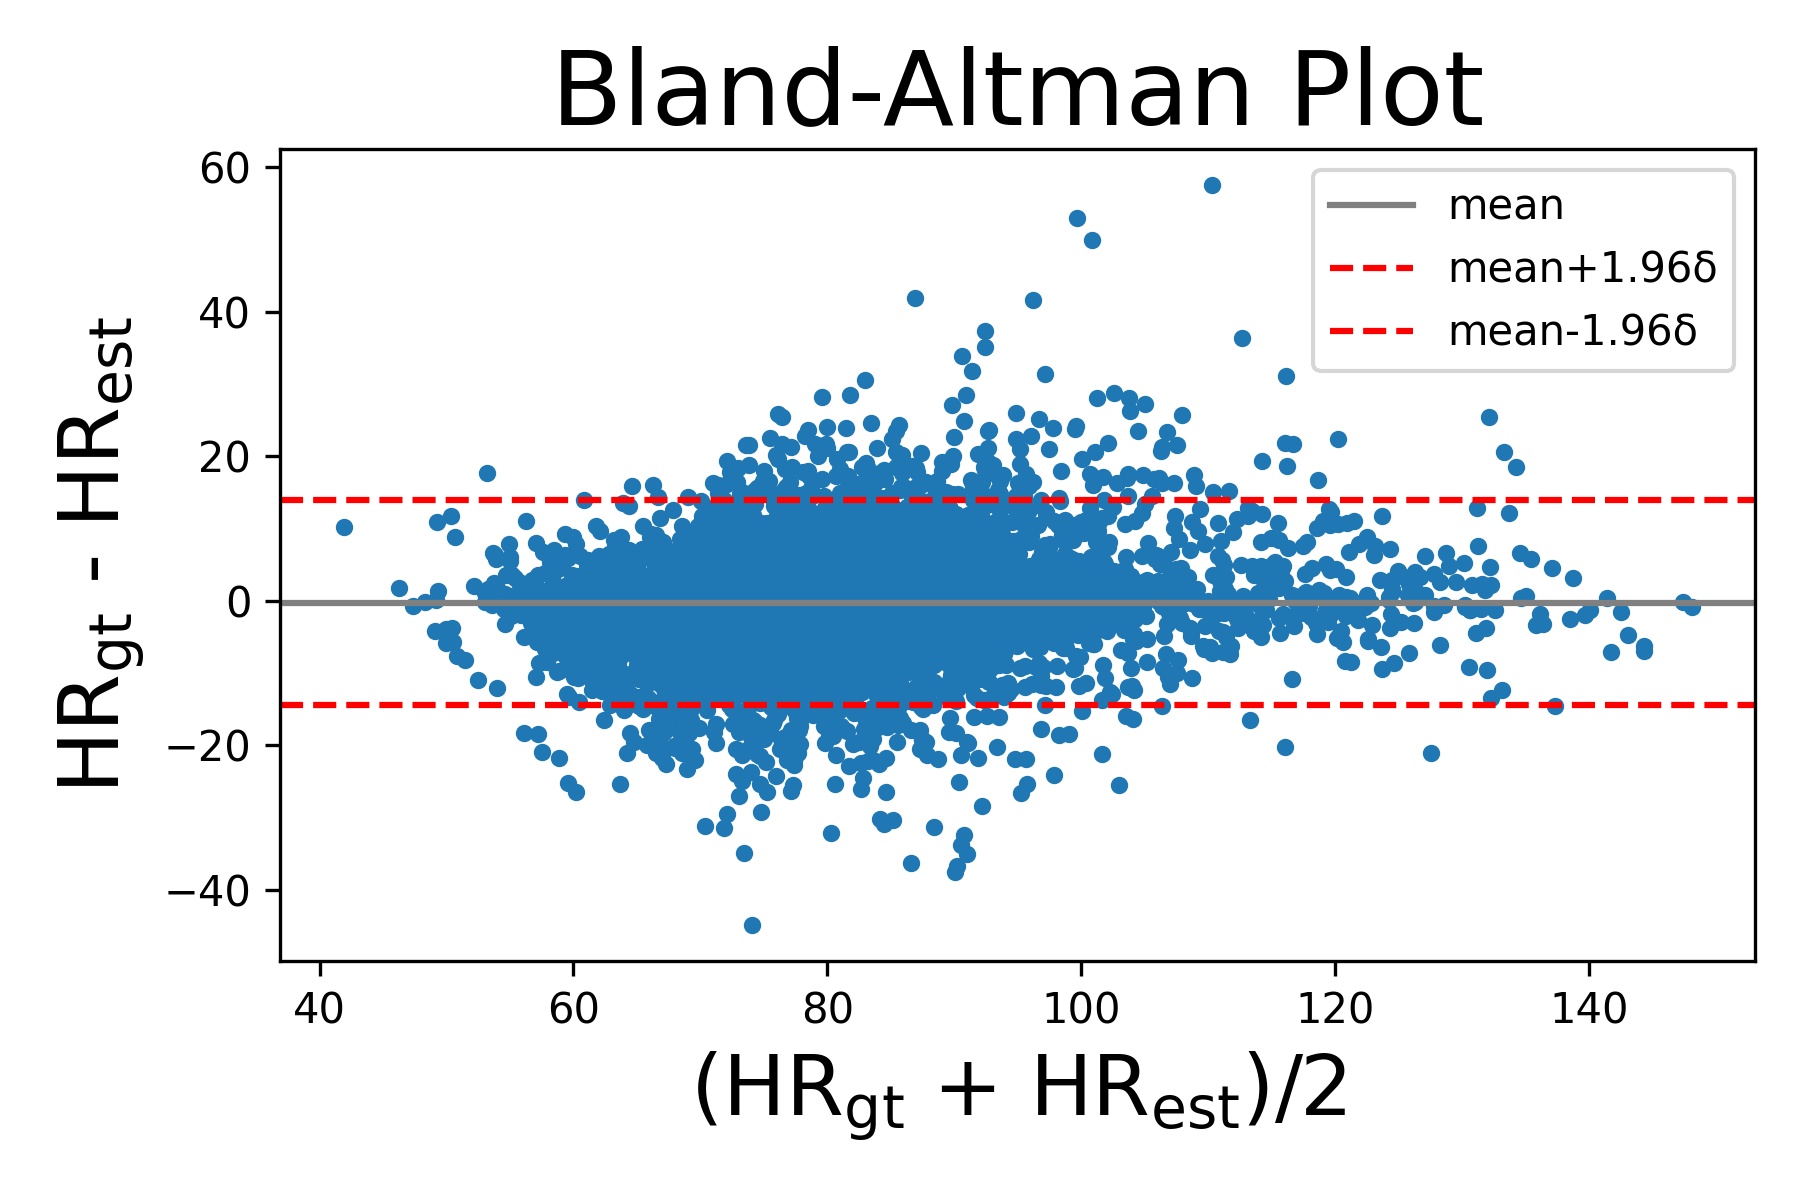 Bland-Altman Plot
mean
mean+1.96δ
mean-1.96δ
HRgt - HRest
60
40
20
0
−20
−40
40 60 80 100 120 140
(HRgt + HRest)/2